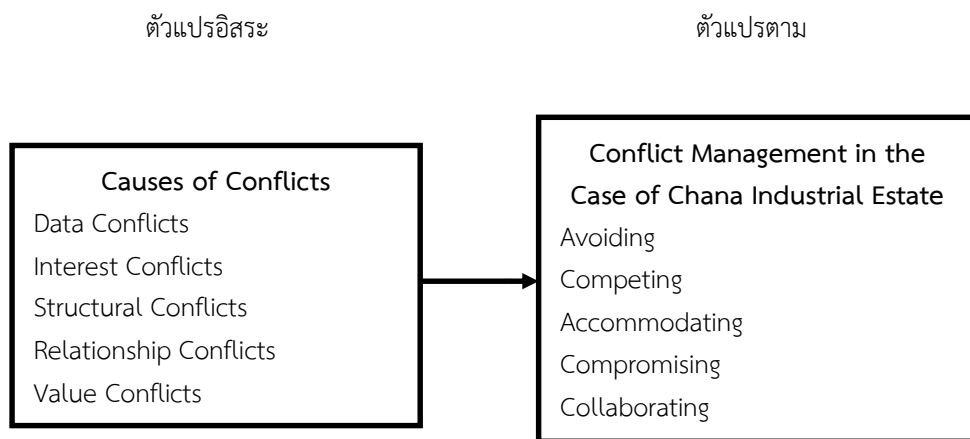 ตัวแปรอิสระ
ตัวแปรตาม
Causes of Conflicts
Data Conflicts
Interest Conflicts
Structural Conflicts
Relationship Conflicts
Value Conflicts
Conflict Management in the
Case of Chana Industrial Estate
Avoiding
Competing
Accommodating
Compromising
Collaborating